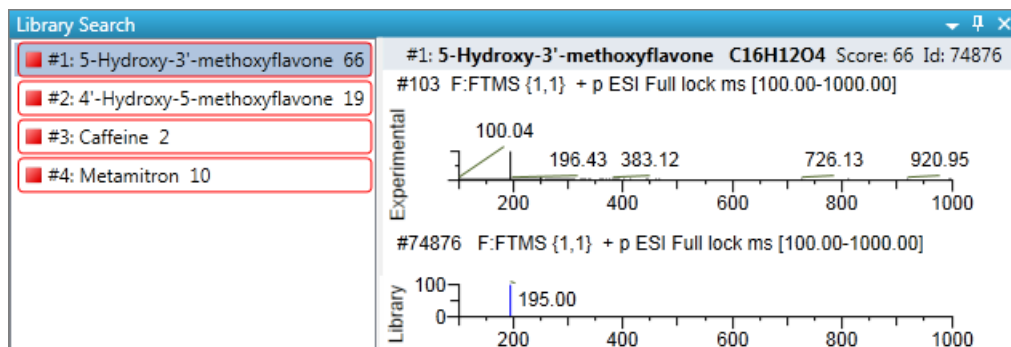 Library Search
#1: 5-Hydroxy-3'-methoxyflavone 66
#2: 4'-Hydroxy-5-methoxyflavone 19
#3: Caffeine 2
#4: Metamitron 10
#1: 5-Hydroxy-3'-methoxyflavone C16H12O4 Score: 66 Id: 74876
#103 F:FTMS {1,1} + p ESI Full lock ms [100.00-1000.00]
Experimental
100.04
196.43 383.12 726.13 920.95
200 400 600 800 1000
#74876 F:FTMS {1,1} + p ESI Full lock ms [100.00-1000.00]
Library
100
195.00
0
200 400 600 800 1000